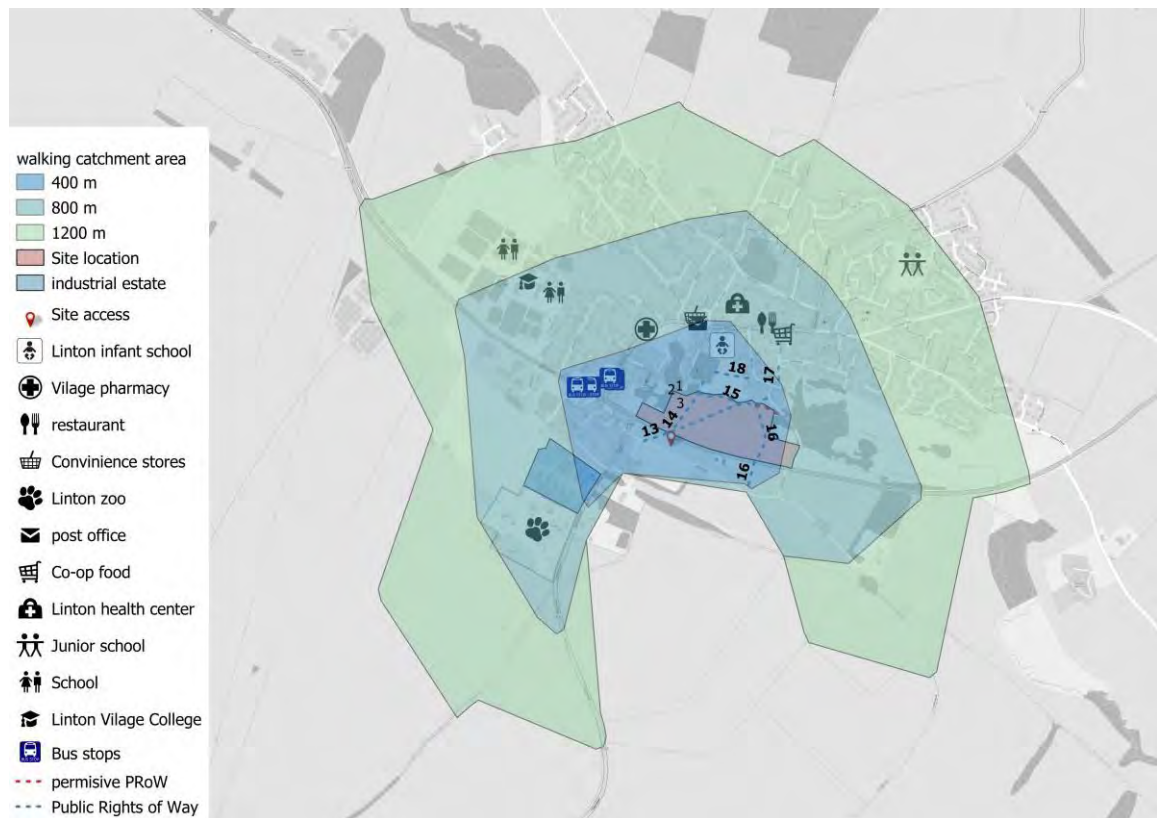 walking catchment area
400 m
800 m
1200 m
Site location
industrial estate
Site access
Linton infant school
Vilage pharmacy
restaurant
Convinience stores
Linton zoo
post office
Co-op food
Linton health center
Junior school
School
Linton Vilage College
Bus stops
permisive PRoW
Public Rights of Way
18
17
2 1
3
15
14
13
16
16